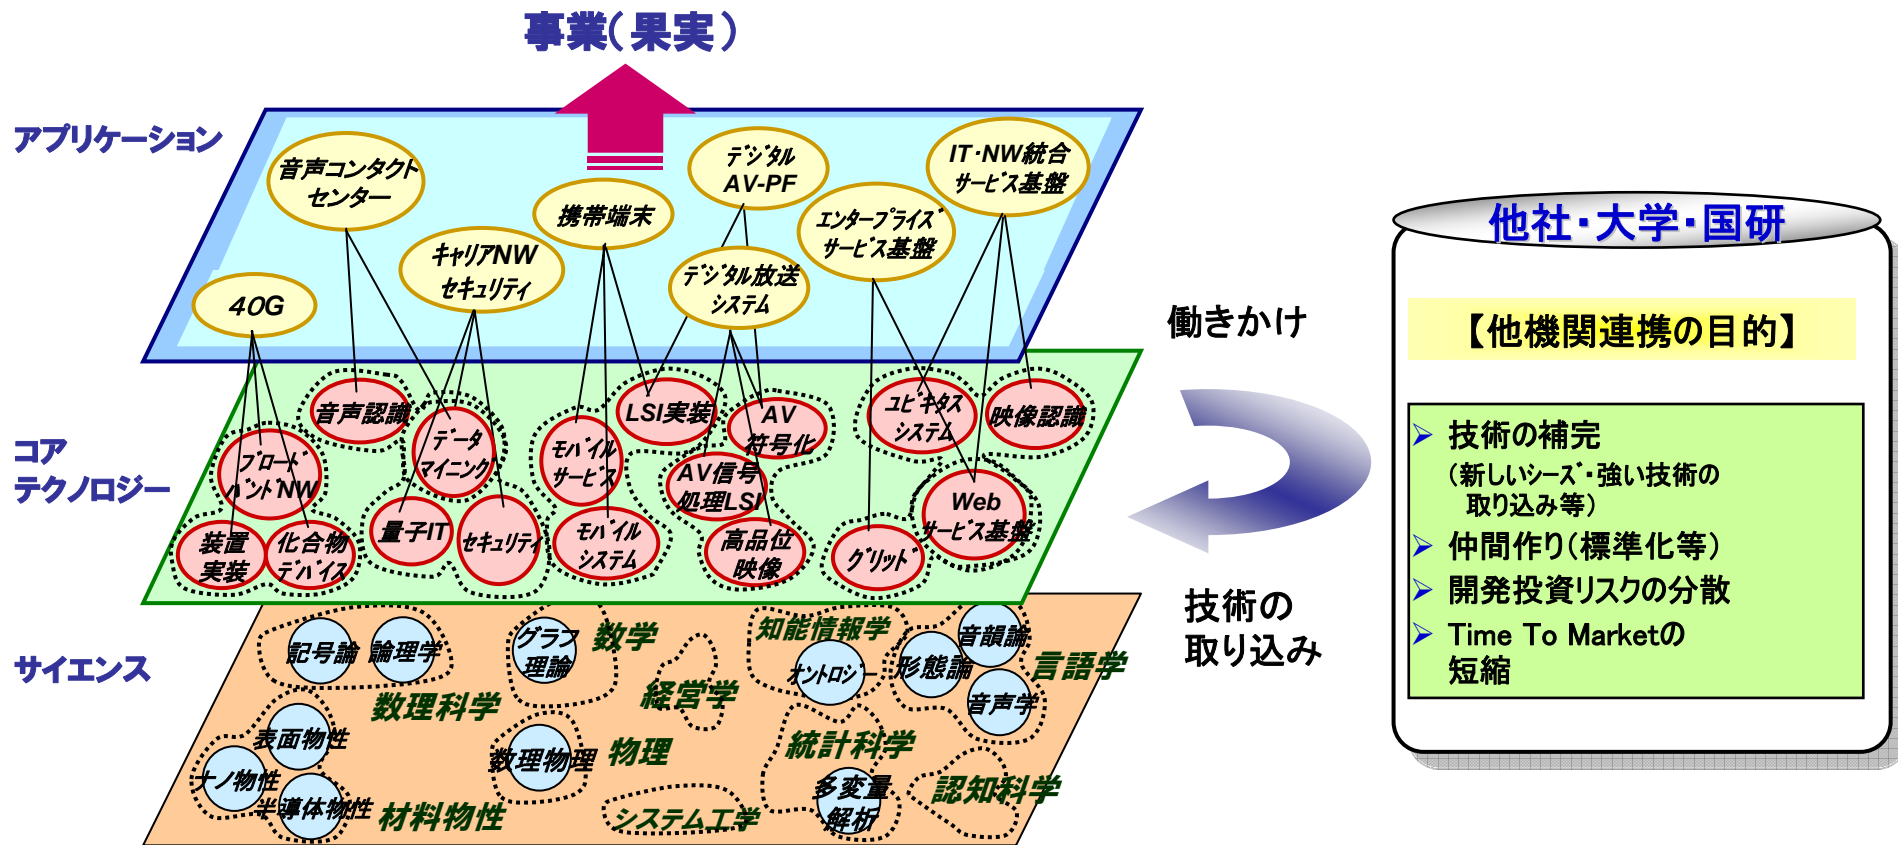 事業(果実)
アプリケーション
音声コンタクト
センター
デジタル
AV-PF
IT・NW統合
サービス基盤
携帯端末
エンタープライズ
サービス基盤
キャリアNW
セキュリティ
デジタル放送
システム
40G
コア
テクノロジー
音声認識
LSI実装
AV
符号化
ユビキタス
システム
映像認識
データ
マイニング
モバイル
サービス
ブロード
バンドNW
AV信号
処理LSI
Web
サービス基盤
装置
実装
化合物
デバイス
量子IT
セキュリティ
モバイル
システム
高品位
映像
グリッド
サイエンス
記号論
論理学
グラフ
理論
数学
知能情報学
オントロジー
形態論
音韻論
言語学
音声学
数理科学
経営学
表面物性
ナノ物性
半導体物性
材料物性
数理物理
物理
統計科学
多変量
解析
システム工学
認知科学
働きかけ
技術の
取り込み
他社・大学・国研
【他機関連携の目的】
➢ 技術の補完
(新しいシーズ・強い技術の
取り込み等)
➢ 仲間作り(標準化等)
➢ 開発投資リスクの分散
➢ Time To Marketの
短縮